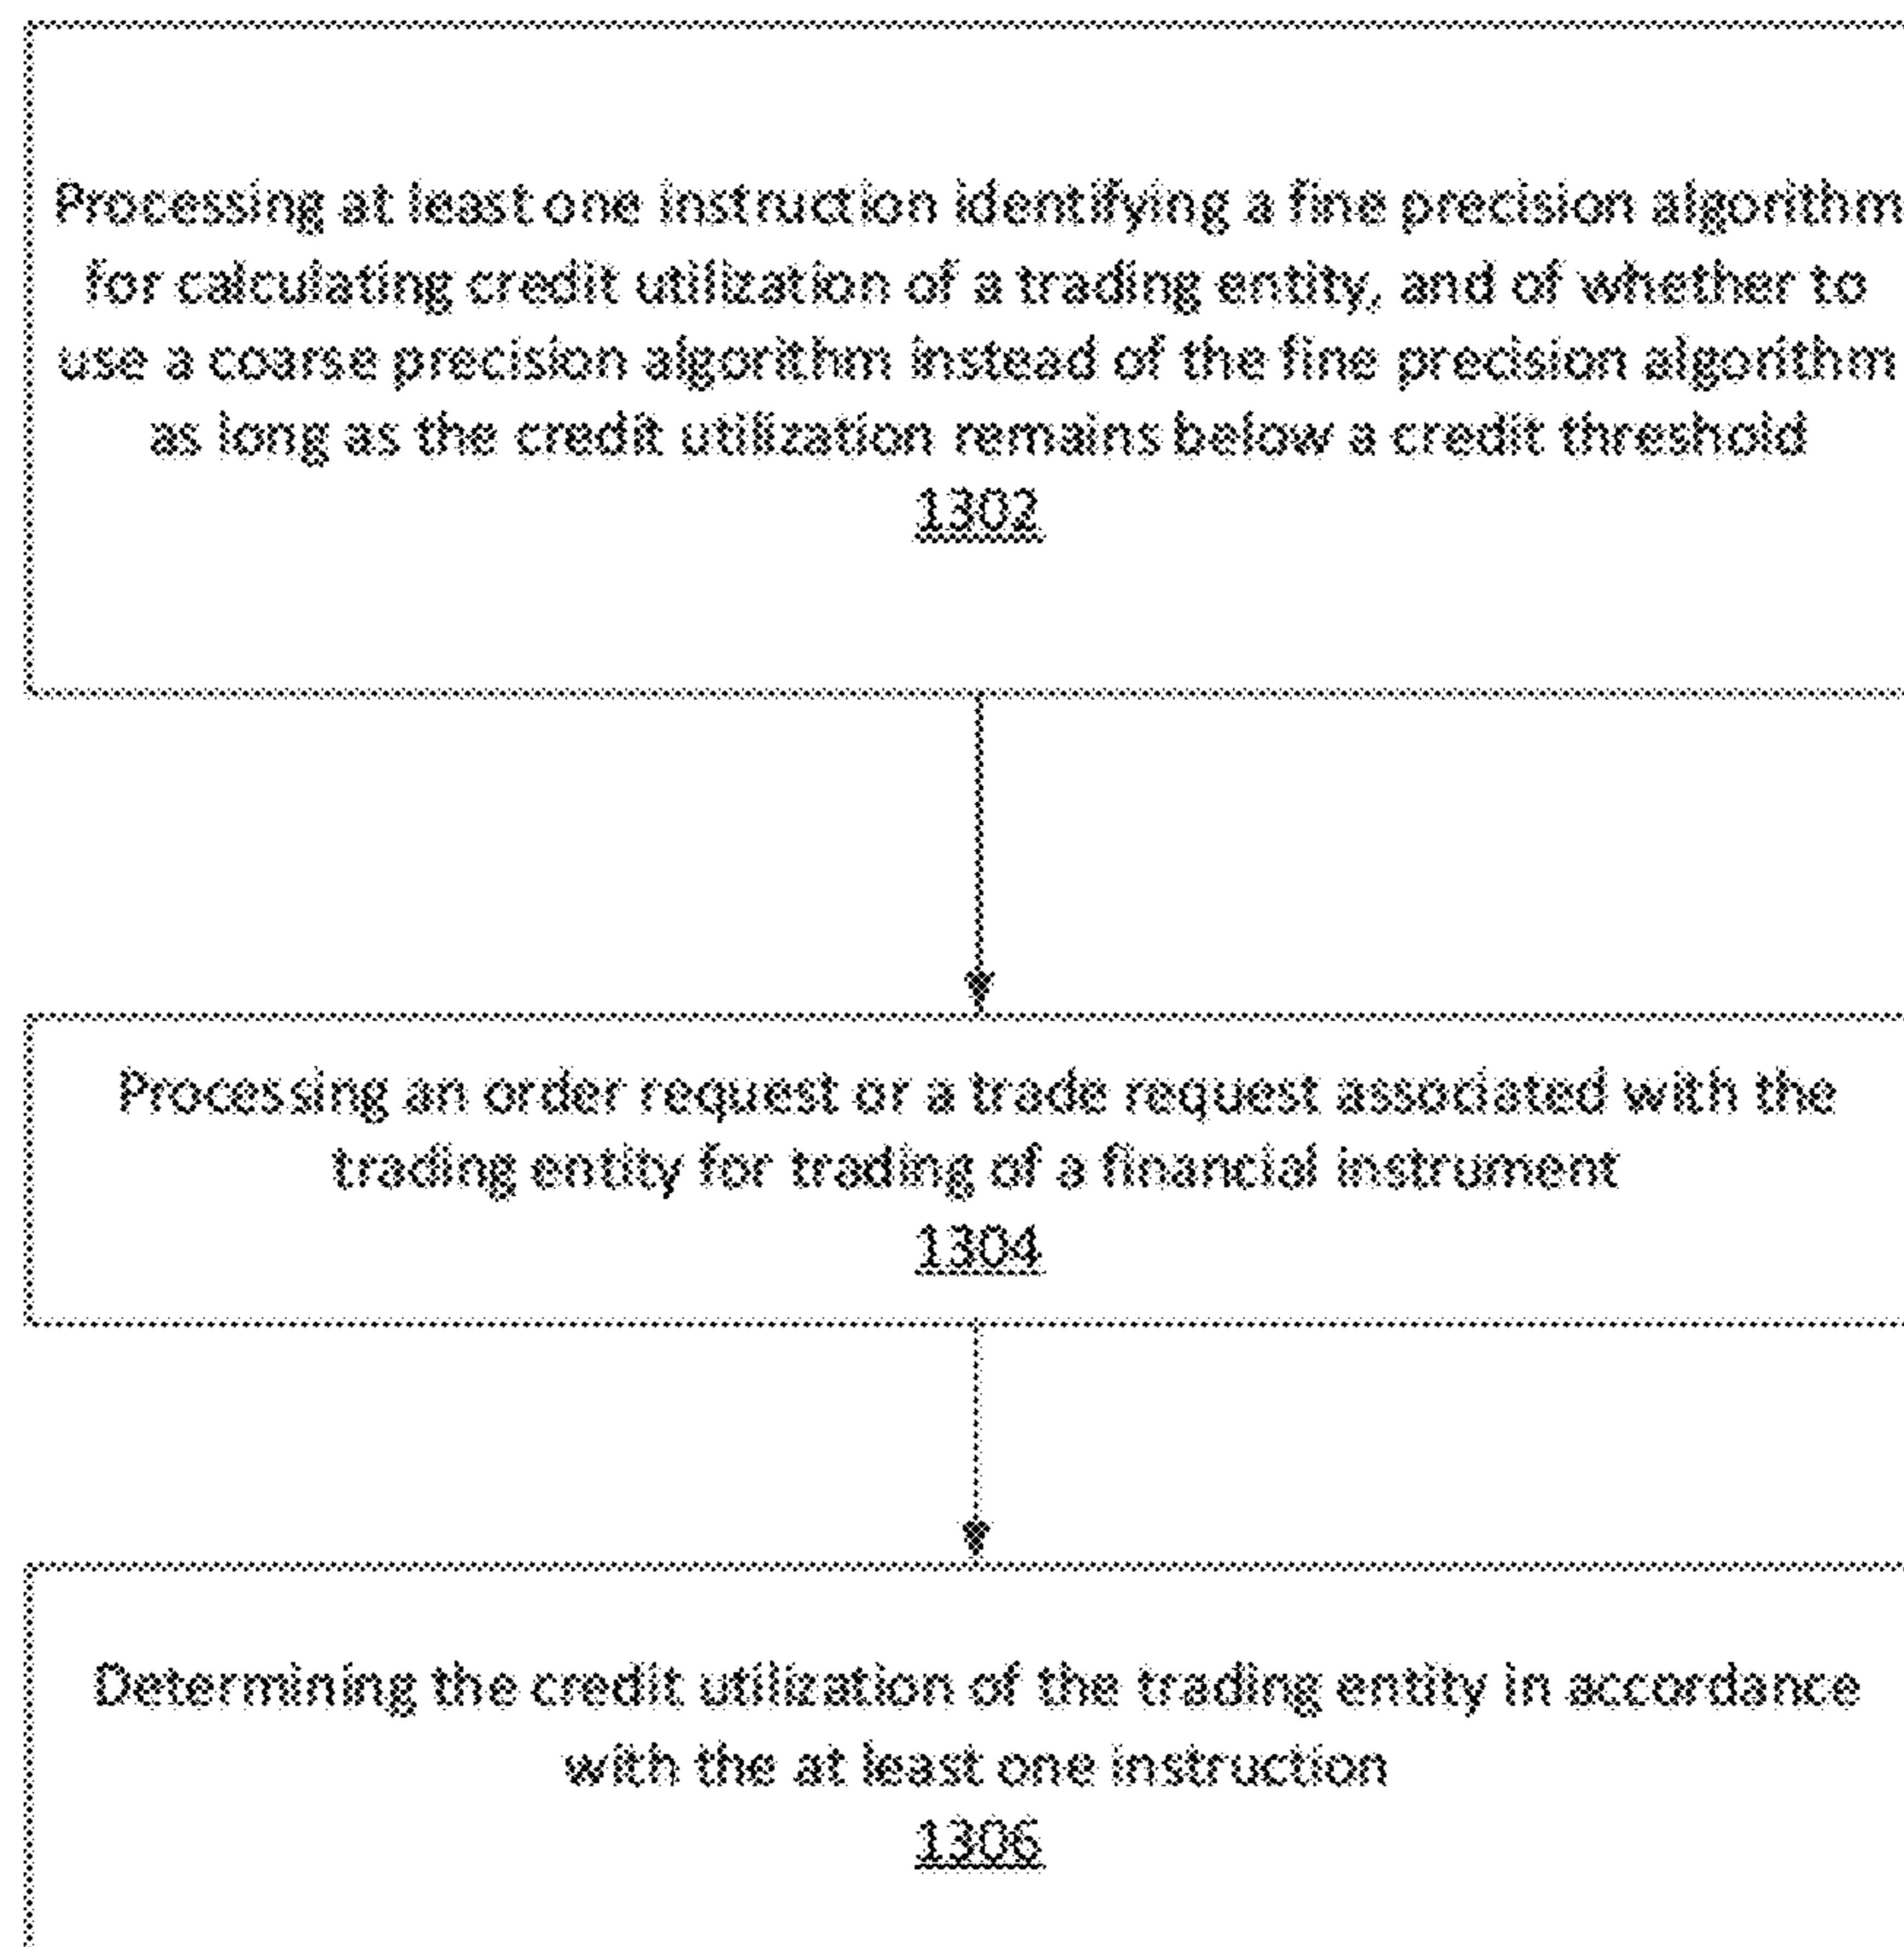 Processing at least one instruction identifying a fine precision algorithm
for calculating credit utilization of a trading entity, and of whether to
use a coarse precision algorithm instead of the fine precision algorithm
as long as the credit utilization remains below a credit threshold
1302
Processing an order request or a trade request associated with the
trading entity for trading of a financial instrument
1304
Determining the credit utilization of the trading entity in accordance
with the at least one instruction
1306